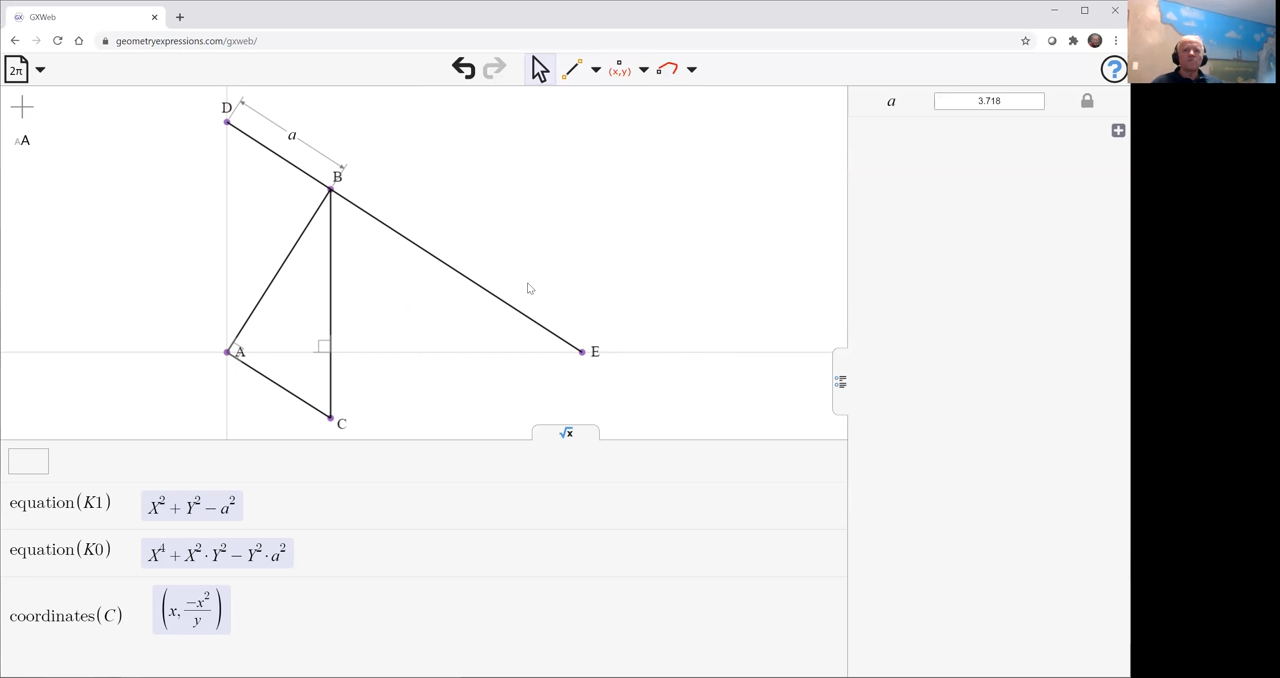 GXWeb
geometryexpressions.com/gxweb/
2π
(x,y)
?
AA
D
a
B
A
E
C
a 3.718
√x
equation(K1) X² + Y² − a²
equation(K0) X⁴ + X² · Y² − Y² · a²
coordinates(C) (x, −x²/y)